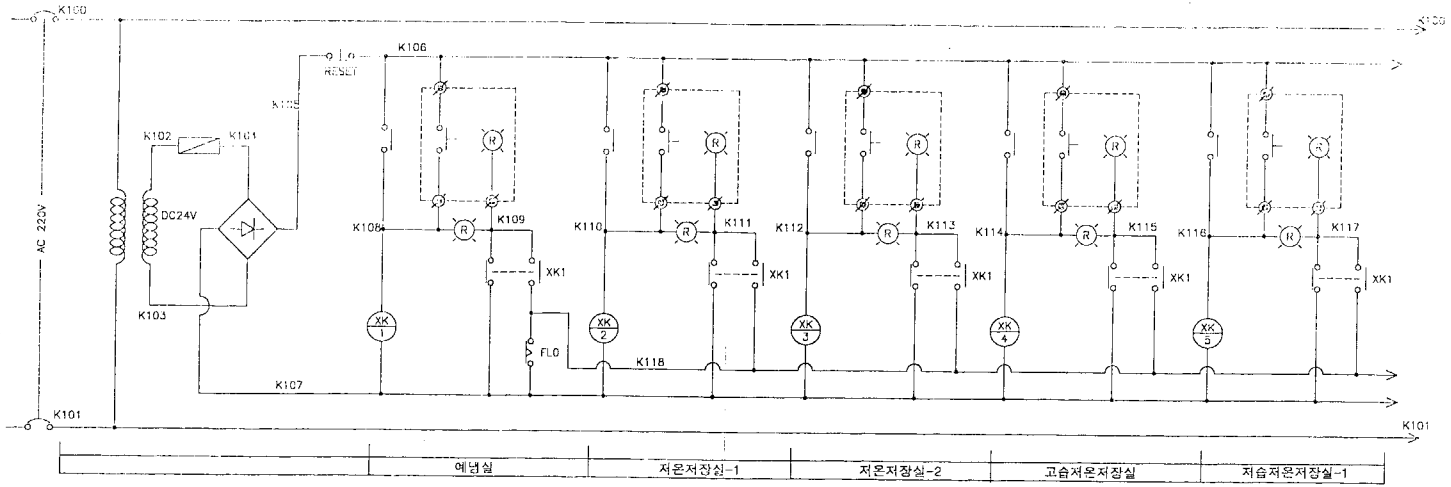 K100
K100
K106
RESET
K105
K102
K101
DC24V
AC 220V
K103
R
R
R
R
R
R
R
R
R
R
K108
K109
K110
K111
K112
K113
K114
K115
K116
K117
XK1
XK1
XK1
XK1
XK1
XK
1
XK
2
XK
3
XK
4
XK
5
FLO
K118
K107
K101
K101
예냉실
저온저장실-1
저온저장실-2
고습저온저장실
저습저온저장실-1